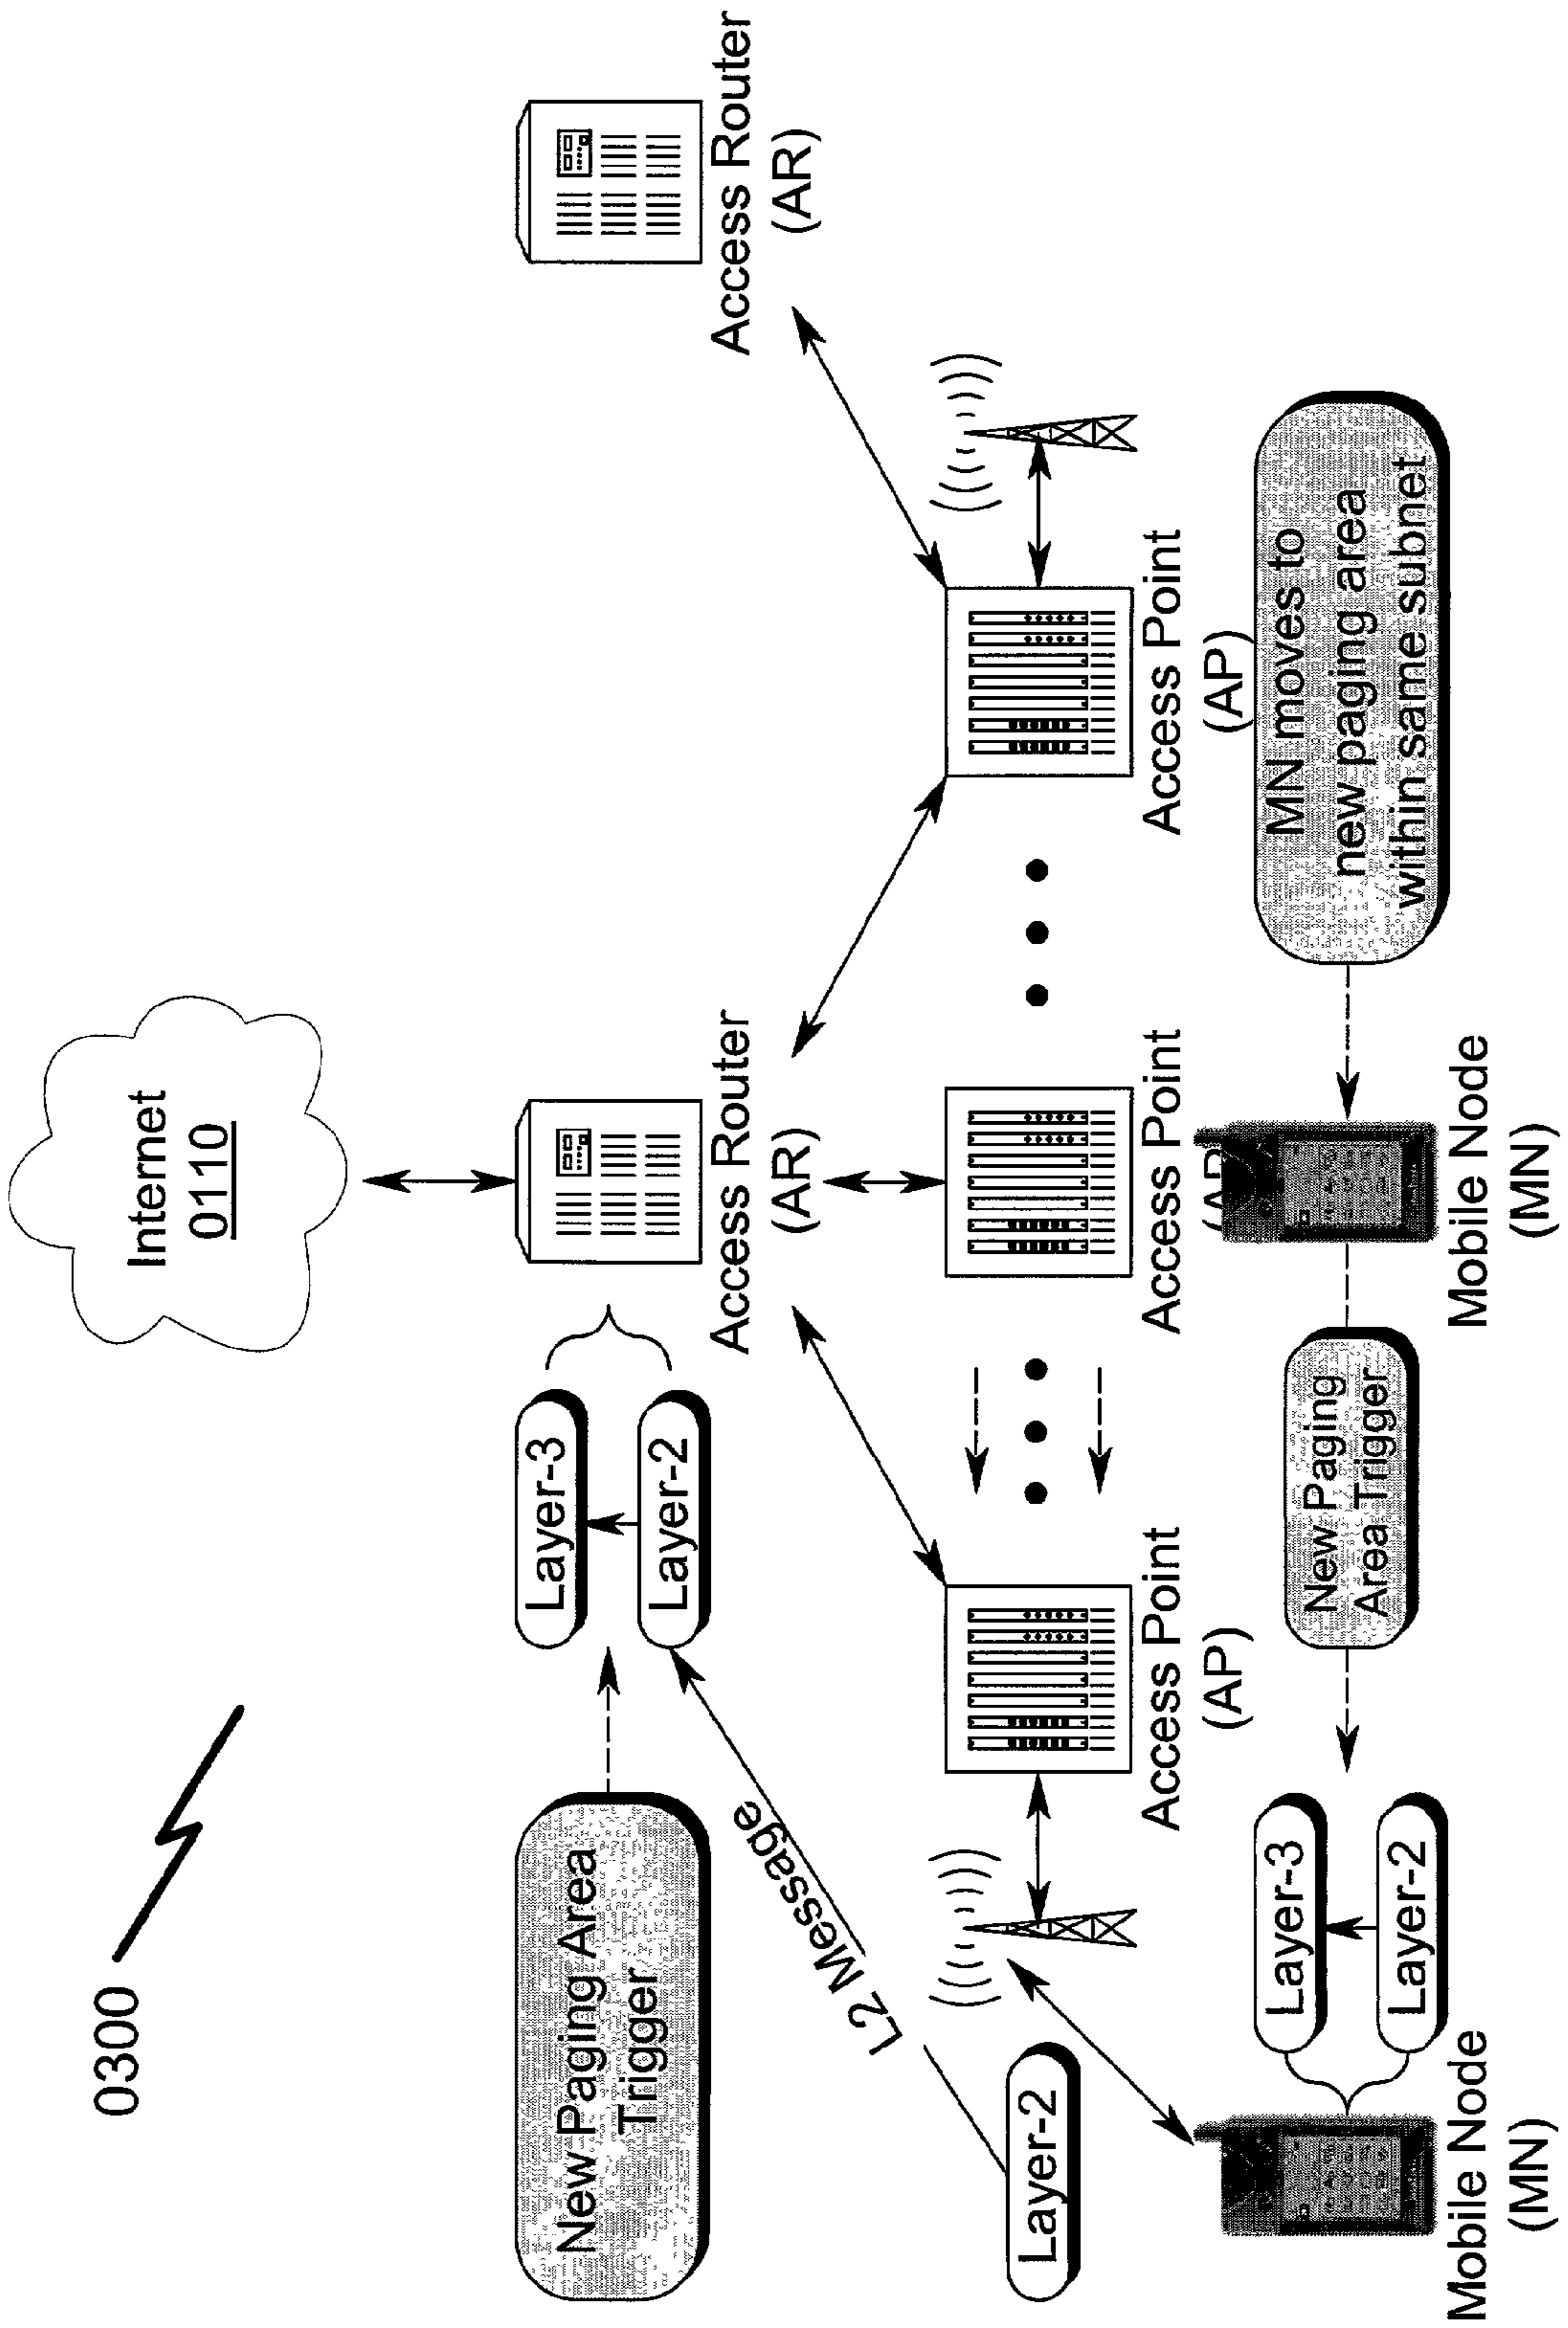 0300
Internet
0110
New Paging Area
Trigger
Layer-3
Layer-2
Access Router
(AR)
Access Router
(AR)
L2 Message
Layer-2
Access Point
(AP)
Access Point
Access Point
(AP)
Layer-3
Layer-2
New Paging
Area Trigger
MN moves to
new paging area
within same subnet
Mobile Node
(MN)
Mobile Node
(MN)